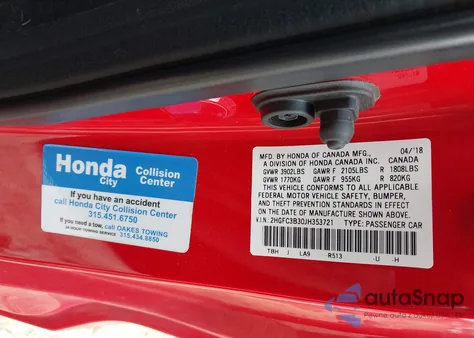 Honda
City
Collision
Center
If you have an accident
call Honda City Collision Center
315.451.6750
If you need a tow, call OAKES TOWING
24-HOUR TOWING SERVICE 315.434.8850
MFD. BY HONDA OF CANADA MFG., 04/'18
A DIVISION OF HONDA CANADA INC. CANADA
GVWR 3902LBS GAWR F 2105LBS R 1808LBS
GVWR 1770KG GAWR F 955KG R 820KG
THIS VEHICLE CONFORMS TO ALL APPLICABLE
FEDERAL MOTOR VEHICLE SAFETY, BUMPER,
AND THEFT PREVENTION STANDARDS IN EFFECT
ON THE DATE OF MANUFACTURE SHOWN ABOVE.
V.I.N.: 2HGFC3B30JH353721 TYPE: PASSENGER CAR
TBH J LA9 R513 -U -H
autoSnap